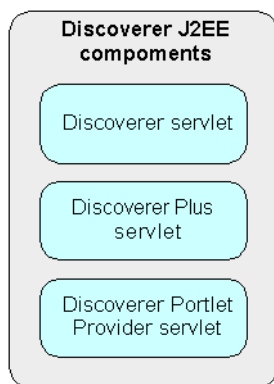 Discoverer J2EE
compoments
Discoverer servlet
Discoverer Plus
servlet
Discoverer Portlet
Provider servlet